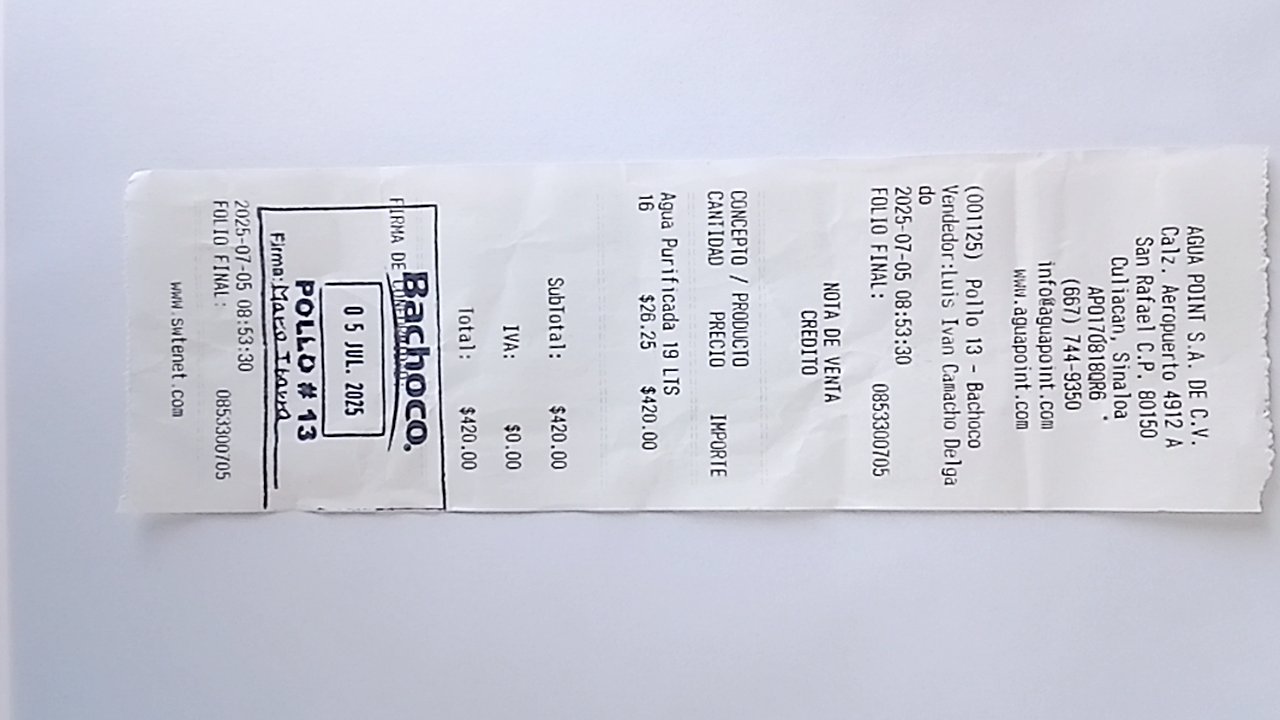 AGUA POINT S.A. DE C.V.
Calz. Aeropuerto 4912 A
San Rafael C.P. 80150
Culiacan, Sinaloa
APO170818QR6
(667) 744-9350
info@aguapoint.com
www.aguapoint.com
(001125) Pollo 13 - Bachoco
Vendedor:Luis Ivan Camacho Delga
do
2025-07-05 08:53:30
FOLIO FINAL: 0853300705
NOTA DE VENTA
CREDITO
CONCEPTO / PRODUCTO
CANTIDAD PRECIO IMPORTE
Agua Purificada 19 LTS
16 $26.25 $420.00
SubTotal: $420.00
IVA: $0.00
Total: $420.00
Bachoco.
FIRMA DE
05 JUL. 2025
POLLO # 13
Firma: Mario
2025-07-05 08:53:30
FOLIO FINAL: 0853300705
www.swtenet.com